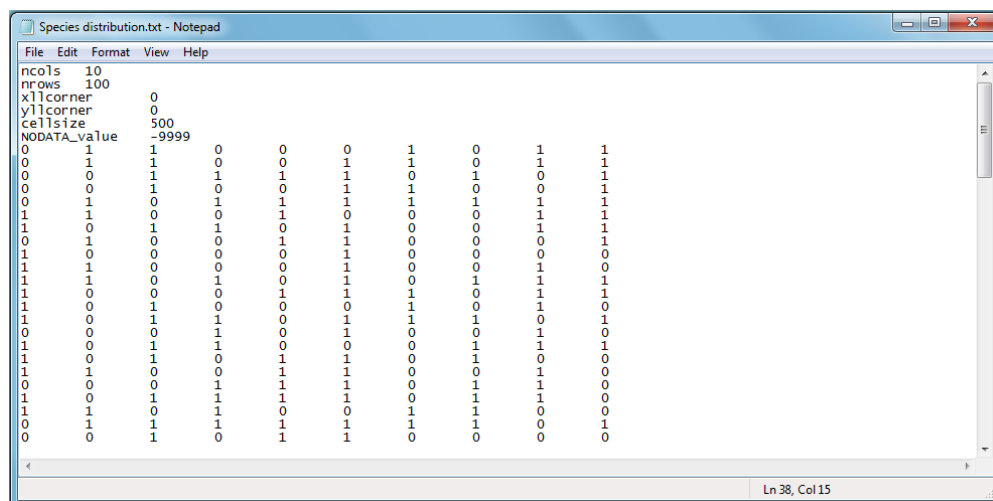 Species distribution.txt - Notepad
File Edit Format View Help
ncols 10
nrows 100
xllcorner 0
yllcorner 0
cellsize 500
NODATA_value -9999
0 1 1 0 0 0 1 0 1 1
0 1 1 0 0 1 1 0 1 1
0 0 1 1 1 1 0 1 0 1
0 0 1 0 0 1 1 0 0 1
0 1 0 1 1 1 1 1 1 1
1 1 0 0 1 0 0 0 1 1
1 0 1 1 0 1 0 0 1 1
0 1 0 0 1 1 0 0 0 1
1 0 0 0 0 1 0 0 0 0
1 1 0 0 0 1 0 0 1 0
1 1 0 1 0 1 0 1 1 1
1 0 0 0 1 1 1 0 1 1
1 0 1 0 0 0 1 0 1 0
1 0 1 1 0 1 1 1 0 1
0 0 0 1 0 1 0 0 1 0
1 0 1 1 0 0 0 1 1 1
1 0 1 0 1 1 0 1 0 0
1 1 0 0 1 1 0 0 1 0
0 0 0 1 1 1 0 1 1 0
1 0 1 1 1 1 0 1 1 0
1 1 0 1 0 0 1 1 0 0
0 1 1 1 1 1 1 1 0 1
0 0 1 0 1 1 0 0 0 0
Ln 38, Col 15